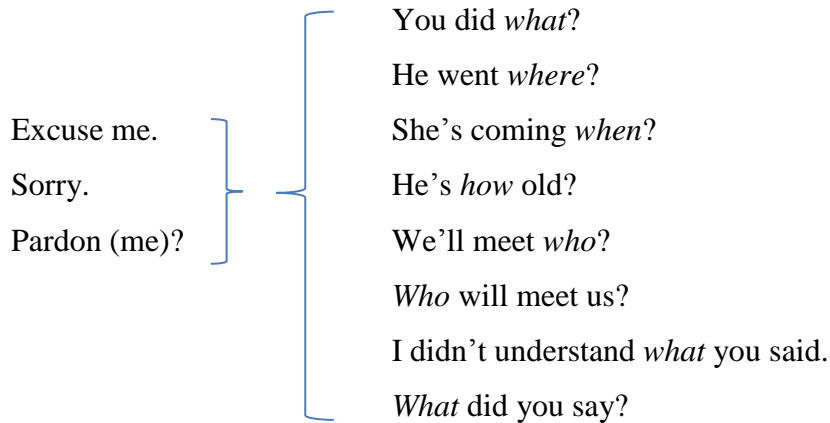 Excuse me.
Sorry.
Pardon (me)?
You did what?
He went where?
She’s coming when?
He’s how old?
We’ll meet who?
Who will meet us?
I didn’t understand what you said.
What did you say?